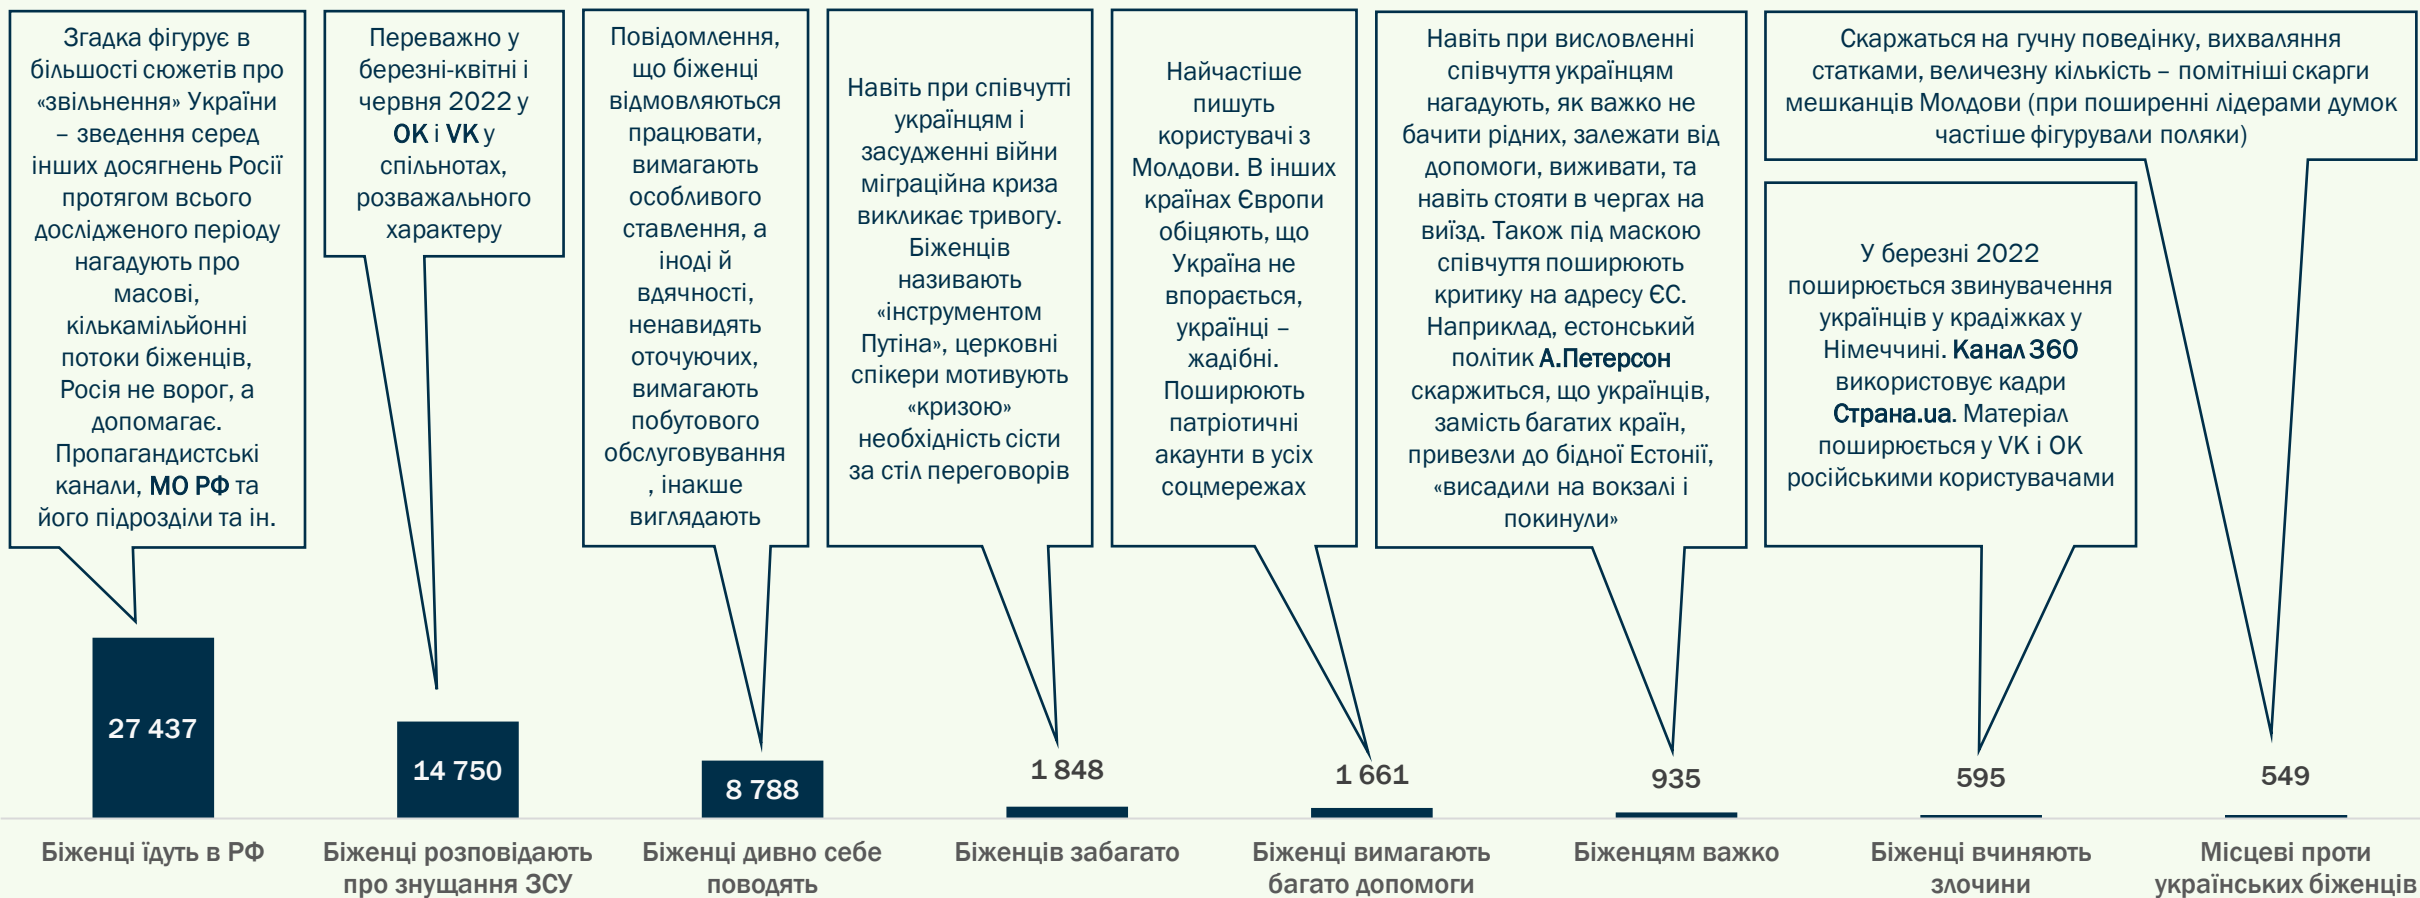 Згадка фігурує в
більшості сюжетів про
«звільнення» України
– зведення серед
інших досягнень Росії
протягом всього
дослідженого періоду
нагадують про
масові,
кількамільйонні
потоки біженців,
Росія не ворог, а
допомагає.
Пропагандистські
канали, МО РФ та
його підрозділи та ін.
Переважно у
березні-квітні і
червня 2022 у
ОК і VK у
спільнотах,
розважального
характеру
Повідомлення,
що біженці
відмовляються
працювати,
вимагають
особливого
ставлення, а
іноді й
вдячності,
ненавидять
оточуючих,
вимагають
побутового
обслуговування
, інакше
виглядають
Навіть при співчутті
українцям і
засудженні війни
міграційна криза
викликає тривогу.
Біженців
називають
«інструментом
Путіна», церковні
спікери мотивують
«кризою»
необхідність сісти
за стіл переговорів
Найчастіше
пишуть
користувачі з
Молдови. В інших
країнах Європи
обіцяють, що
Україна не
впорається,
українці –
жадібні.
Поширюють
патріотичні
акаунти в усіх
соцмережах
Навіть при висловленні
співчуття українцям
нагадують, як важко не
бачити рідних, залежати від
допомоги, виживати, та
навіть стояти в чергах на
виїзд. Також під маскою
співчуття поширюють
критику на адресу ЄС.
Наприклад, естонський
політик А.Петерсон
скаржиться, що українців,
замість багатих країн,
привезли до бідної Естонії,
«висадили на вокзалі і
покинули»
Скаржаться на гучну поведінку, вихваляння
статками, величезну кількість – помітніші скарги
мешканців Молдови (при поширенні лідерами думок
частіше фігурували поляки)
У березні 2022
поширюється звинувачення
українців у крадіжках у
Німеччині. Канал 360
використовує кадри
Страна.ua. Матеріал
поширюється у VK і ОК
російськими користувачами
27 437
14 750
8 788
1 848
1 661
935
595
549
Біженці їдуть в РФ
Біженці розповідають
про знущання ЗСУ
Біженці дивно себе
поводять
Біженців забагато
Біженці вимагають
багато допомоги
Біженцям важко
Біженці вчиняють
злочини
Місцеві проти
українських біженців